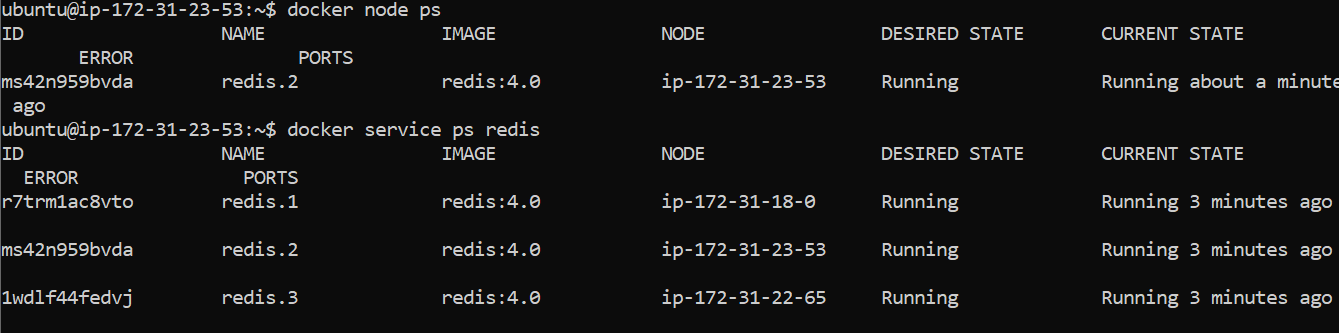 ubuntu@ip-172-31-23-53:~$ docker node ps
ID                  NAME                IMAGE               NODE                DESIRED STATE       CURRENT STATE
       ERROR               PORTS
ms42n959bvda        redis.2             redis:4.0           ip-172-31-23-53     Running             Running about a minute
 ago
ubuntu@ip-172-31-23-53:~$ docker service ps redis
ID                  NAME                IMAGE               NODE                DESIRED STATE       CURRENT STATE
  ERROR               PORTS
r7trm1ac8vto        redis.1             redis:4.0           ip-172-31-18-0      Running             Running 3 minutes ago
ms42n959bvda        redis.2             redis:4.0           ip-172-31-23-53     Running             Running 3 minutes ago
1wdlf44fedvj        redis.3             redis:4.0           ip-172-31-22-65     Running             Running 3 minutes ago